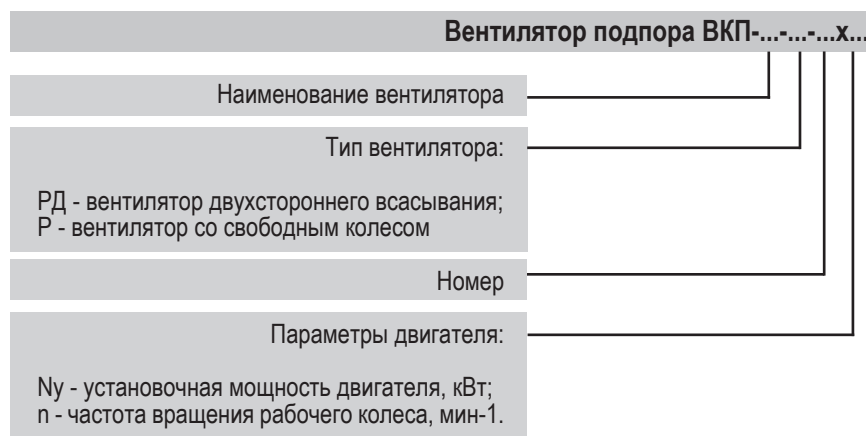 Вентилятор подпора ВКП-...-...-...х...
Наименование вентилятора
Тип вентилятора:
РД - вентилятор двухстороннего всасывания;
Р - вентилятор со свободным колесом
Номер
Параметры двигателя:
Ny - установочная мощность двигателя, кВт;
n - частота вращения рабочего колеса, мин-1.